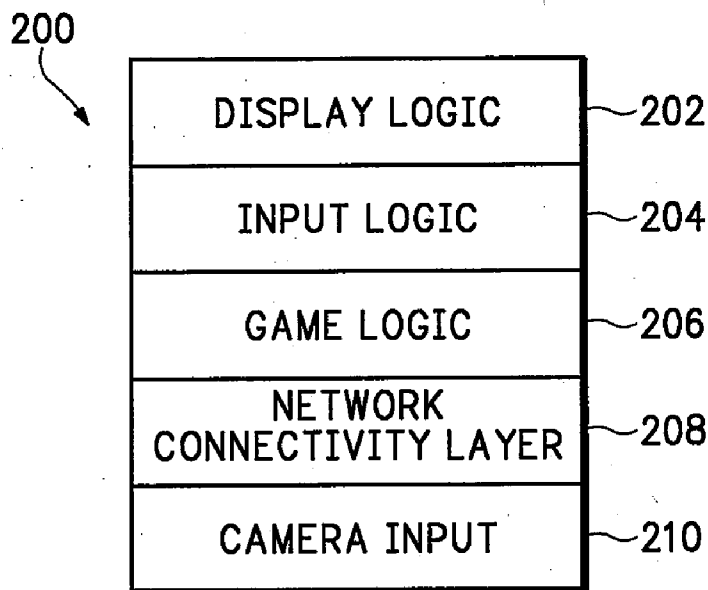 200
DISPLAY LOGIC 202
INPUT LOGIC 204
GAME LOGIC 206
NETWORK
CONNECTIVITY LAYER 208
CAMERA INPUT 210